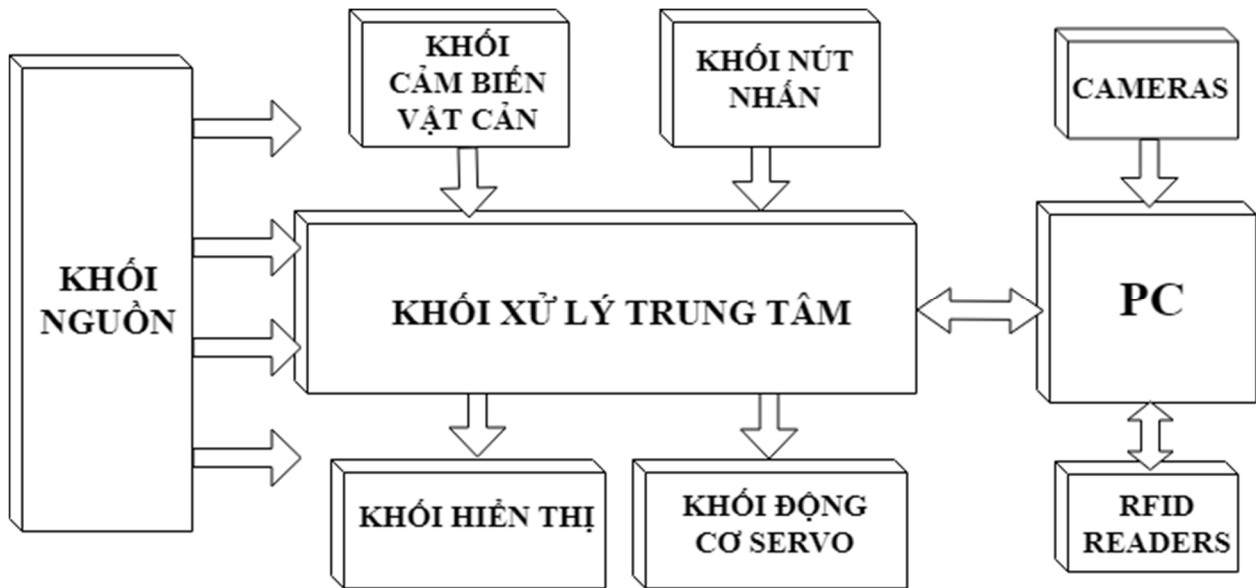 KHỐI
CẢM BIẾN
VẬT CẢN
KHỐI NÚT
NHẤN
CAMERAS
KHỐI
NGUỒN
KHỐI XỬ LÝ TRUNG TÂM
PC
KHỐI HIỂN THỊ
KHỐI ĐỘNG
CƠ SERVO
RFID
READERS